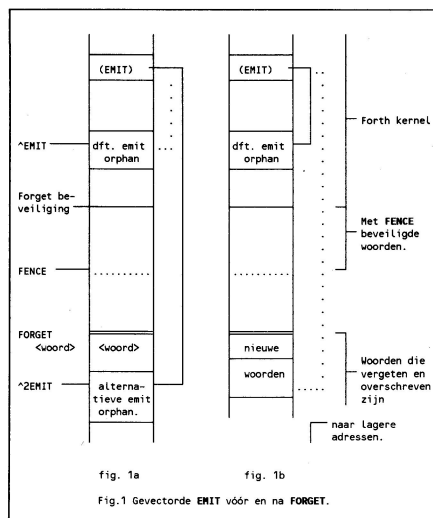 (EMIT)
(EMIT)
Forth kernel
^EMIT
dft. emit
orphan
dft. emit
orphan
Forget be-
veiliging
Met FENCE
beveiligde
woorden.
FENCE
FORGET
<woord>
<woord>
nieuwe
woorden
Woorden die
vergeten en
overschreven
zijn
^2EMIT
alterna-
tieve emit
orphan.
naar lagere
adressen.
fig. 1a
fig. 1b
Fig.1 Gevectorde EMIT vóór en na FORGET.